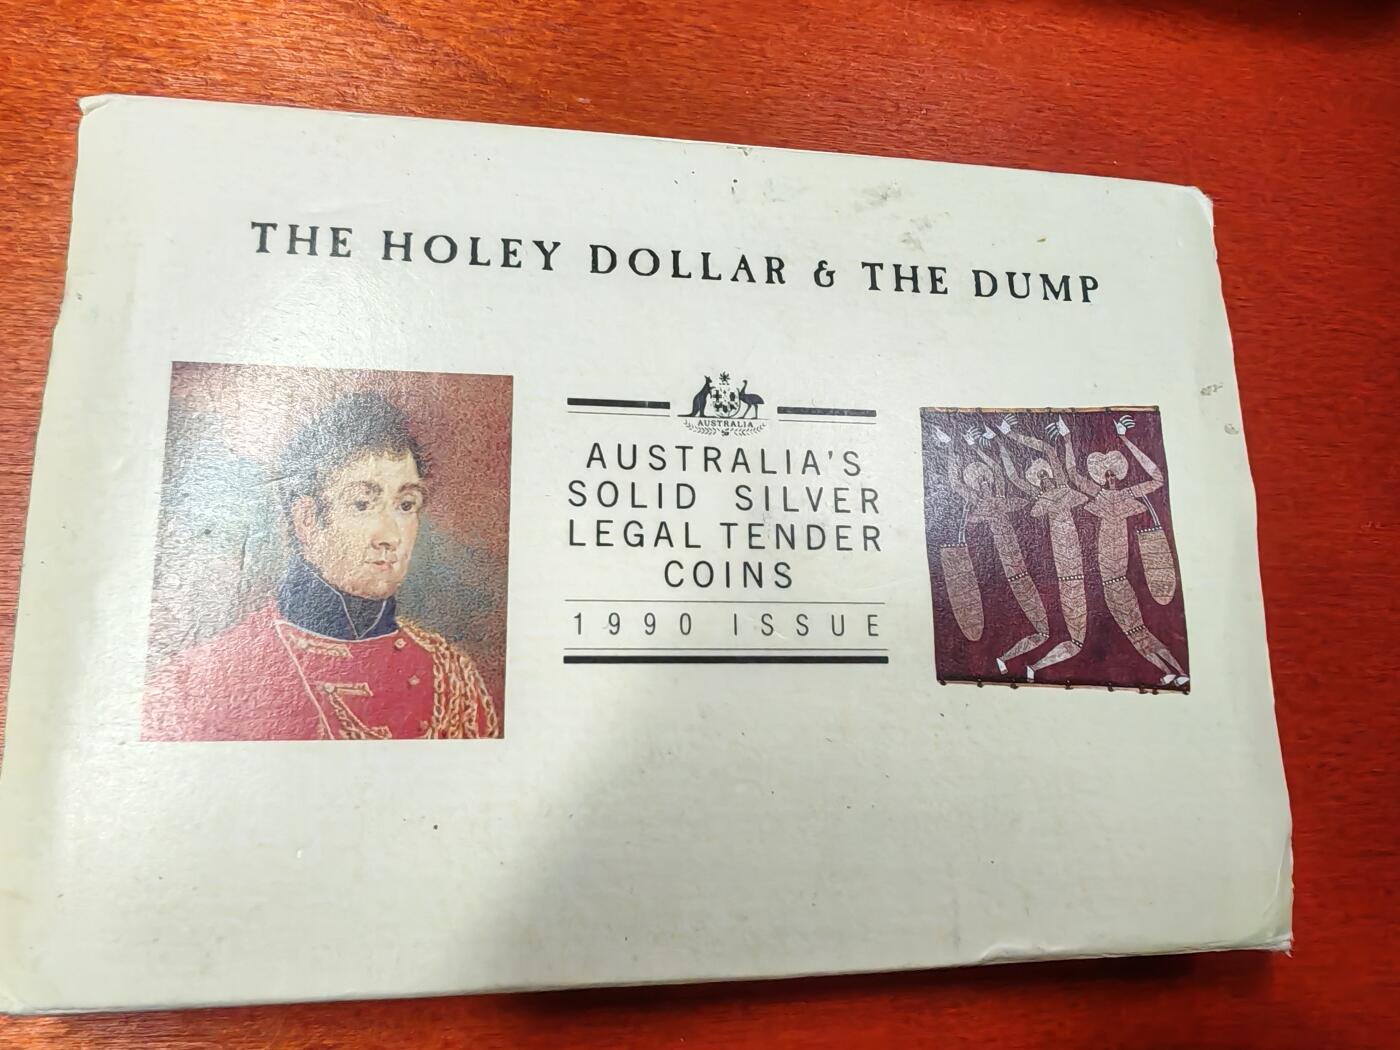 THE HOLEY DOLLAR & THE DUMP
AUSTRALIA
AUSTRALIA'S
SOLID SILVER
LEGAL TENDER
COINS
1990 ISSUE